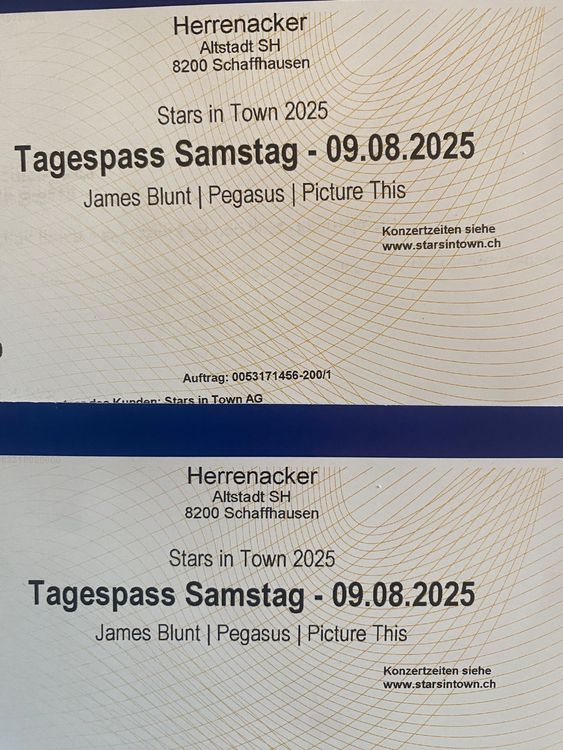 Herrenacker
Altstadt SH
8200 Schaffhausen
Stars in Town 2025
Tagespass Samstag - 09.08.2025
James Blunt | Pegasus | Picture This
Konzertzeiten siehe
www.starsintown.ch
Auftrag: 0053171456-200/1
Kunden: Stars in Town AG
Herrenacker
Altstadt SH
8200 Schaffhausen
Stars in Town 2025
Tagespass Samstag - 09.08.2025
James Blunt | Pegasus | Picture This
Konzertzeiten siehe
www.starsintown.ch